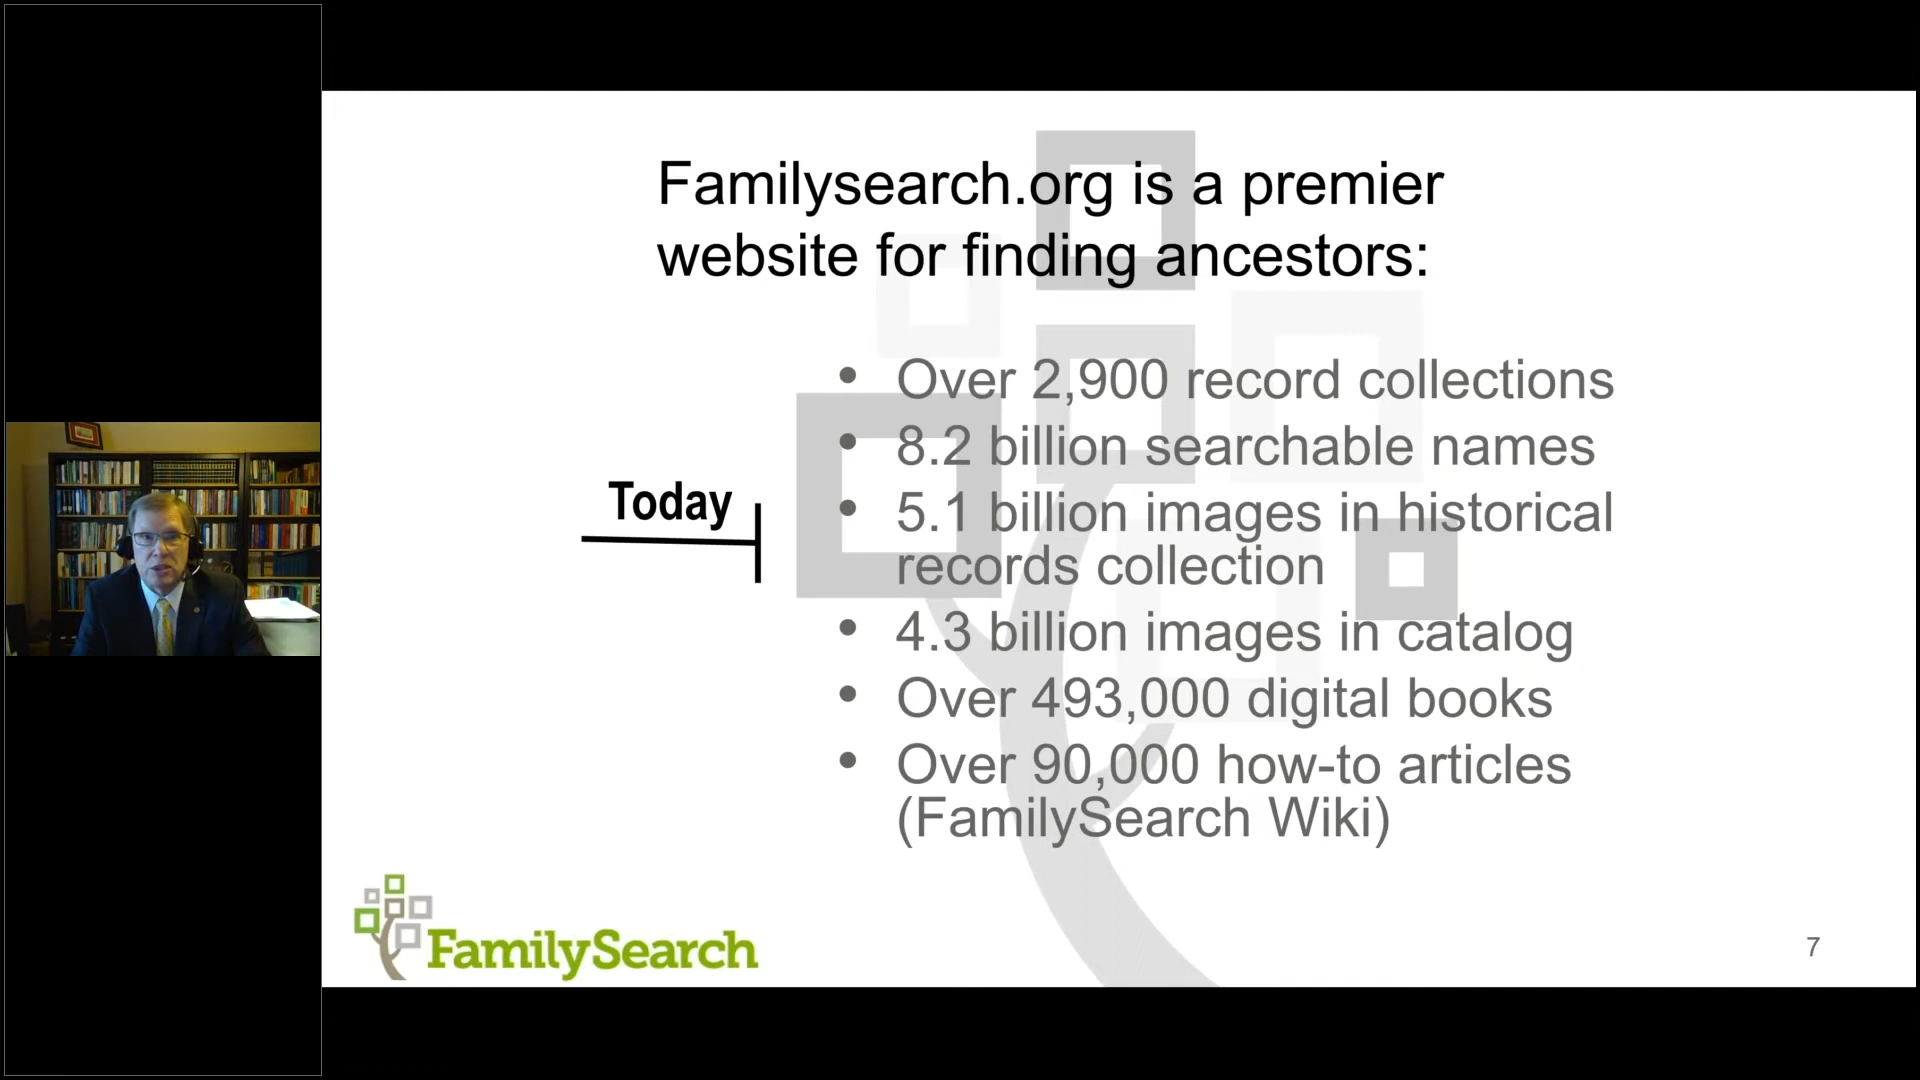 Familysearch.org is a premier
website for finding ancestors:
Today
• Over 2,900 record collections
• 8.2 billion searchable names
• 5.1 billion images in historical
records collection
• 4.3 billion images in catalog
• Over 493,000 digital books
• Over 90,000 how-to articles
(FamilySearch Wiki)
FamilySearch
7